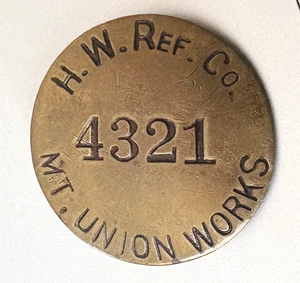 H. W. REF. CO.
4321
MT. UNION WORKS